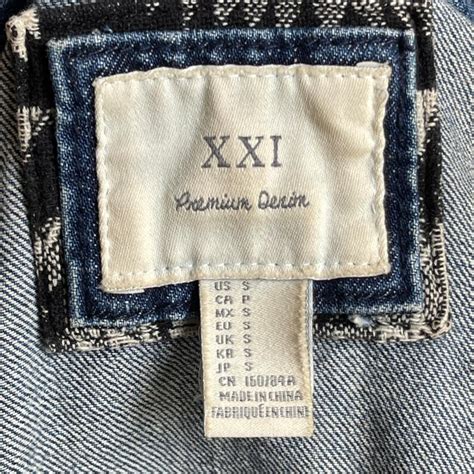 XXI
Premium Denim
US S
CA P
MX S
EU S
UK S
KR S
JP S
CN 160/84A
MADE IN CHINA
FABRIQUÉ EN CHINE